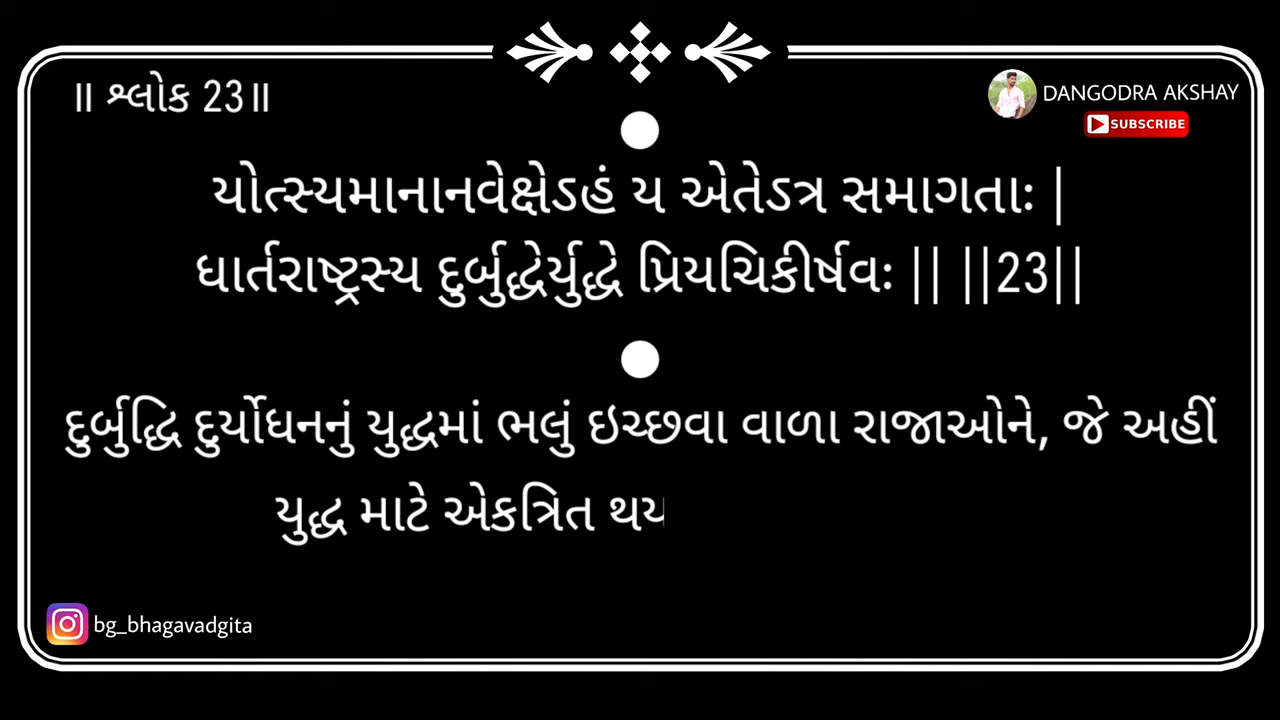 ॥ શ્લોક 23॥
DANGODRA AKSHAY
SUBSCRIBE
યોત્સ્યમાનાનવેક્ષેઽહં ય એતેઽત્ર સમાગતાઃ |
ધાર્તરાષ્ટ્રસ્ય દુર્બુદ્ધેર્યુદ્ધે પ્રિયચિકીર્ષવઃ || ||23||
દુર્બુદ્ધિ દુર્યોધનનું યુદ્ધમાં ભલું ઇચ્છવા વાળા રાજાઓને, જે અહીં
યુદ્ધ માટે એકત્રિત થય
bg_bhagavadgita